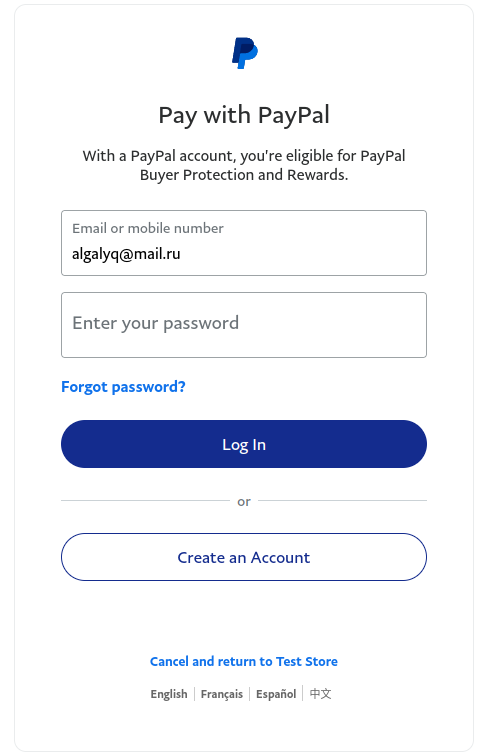 Pay with PayPal
With a PayPal account, you're eligible for PayPal
Buyer Protection and Rewards.
Email or mobile number
algalyq@mail.ru
Enter your password
Forgot password?
Log In
or
Create an Account
Cancel and return to Test Store
English | Français | Español | 中文